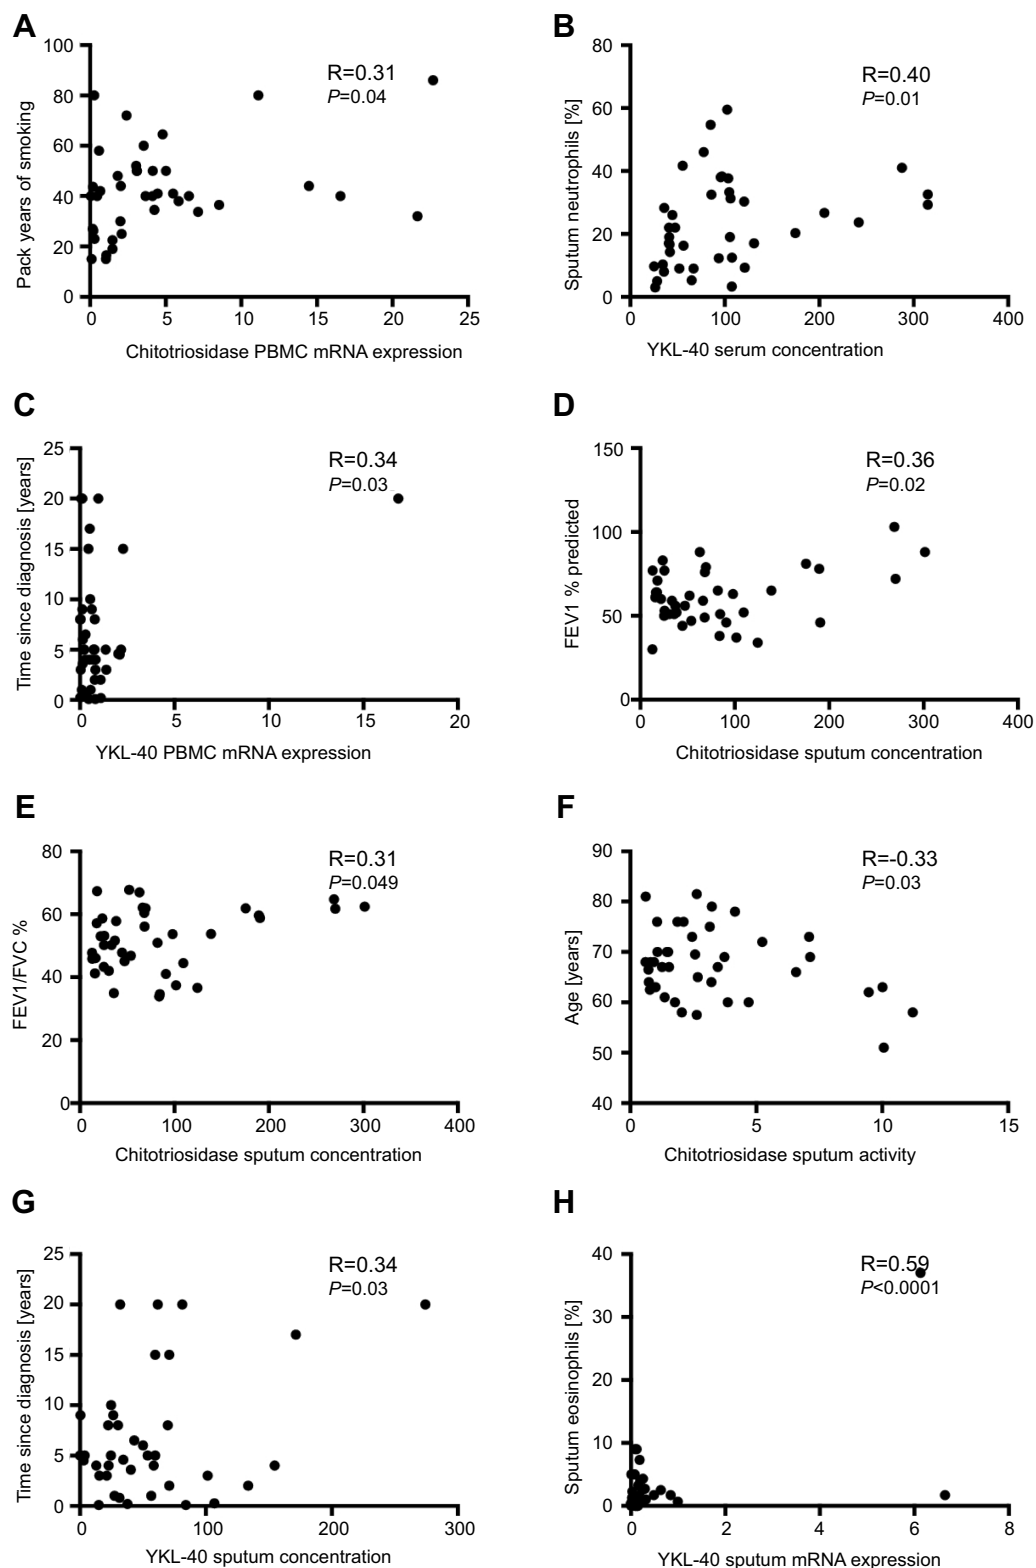 A
100
80
60
40
20
0
Pack years of smoking
R=0.31
P=0.04
0 5 10 15 20 25
Chitotriosidase PBMC mRNA expression
B
80
60
40
20
0
Sputum neutrophils [%]
R=0.40
P=0.01
0 100 200 300 400
YKL-40 serum concentration
C
25
20
15
10
5
0
Time since diagnosis [years]
R=0.34
P=0.03
0 5 10 15 20
YKL-40 PBMC mRNA expression
D
150
100
50
0
FEV1 % predicted
R=0.36
P=0.02
0 100 200 300 400
Chitotriosidase sputum concentration
E
80
60
40
20
0
FEV1/FVC %
R=0.31
P=0.049
0 100 200 300 400
Chitotriosidase sputum concentration
F
90
80
70
60
50
40
Age [years]
R=-0.33
P=0.03
0 5 10 15
Chitotriosidase sputum activity
G
25
20
15
10
5
0
Time since diagnosis [years]
R=0.34
P=0.03
0 100 200 300
YKL-40 sputum concentration
H
40
30
20
10
0
Sputum eosinophils [%]
R=0.59
P<0.0001
0 2 4 6 8
YKL-40 sputum mRNA expression